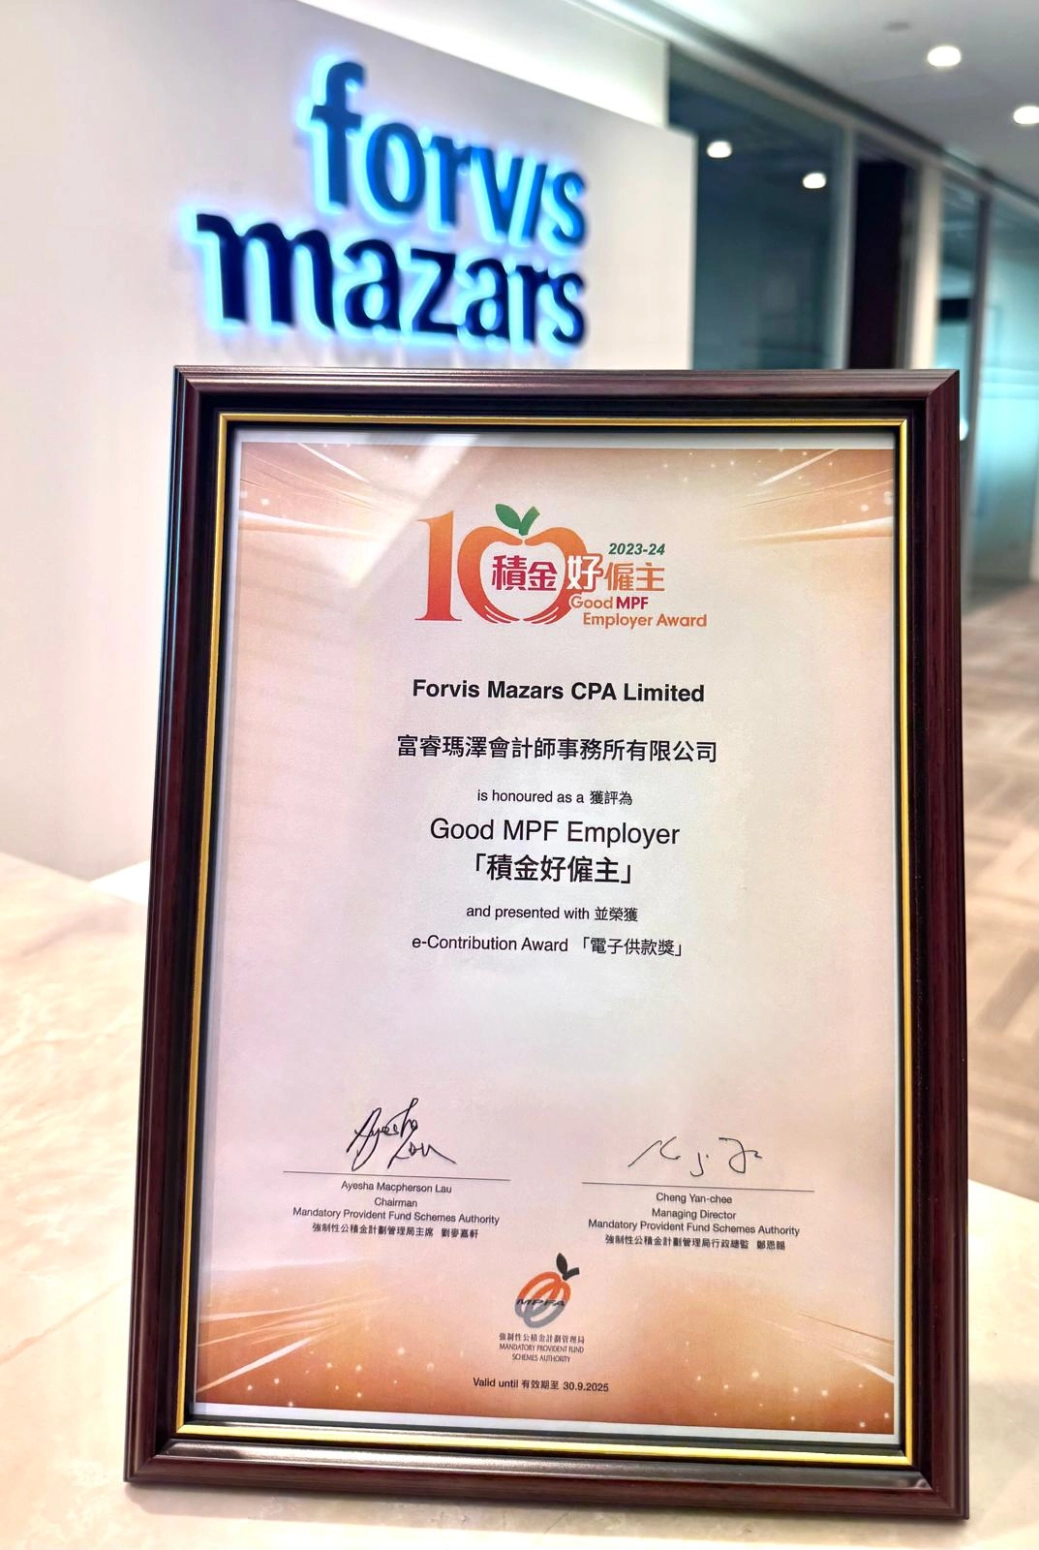 forvis
mazars
10
2023-24
積金好僱主
Good MPF
Employer Award
Forvis Mazars CPA Limited
富睿瑪澤會計師事務所有限公司
is honoured as a 獲評為
Good MPF Employer
「積金好僱主」
and presented with 並榮獲
e-Contribution Award 「電子供款獎」
Ayesha Lau
Ayesha Macpherson Lau
Chairman
Mandatory Provident Fund Schemes Authority
強制性公積金計劃管理局主席 劉麥嘉軒
Cheng Yan-chee
Managing Director
Mandatory Provident Fund Schemes Authority
強制性公積金計劃管理局行政總監 鄭恩賜
MPFA
強制性公積金計劃管理局
MANDATORY PROVIDENT FUND
SCHEMES AUTHORITY
Valid until 有效期至 30.9.2025